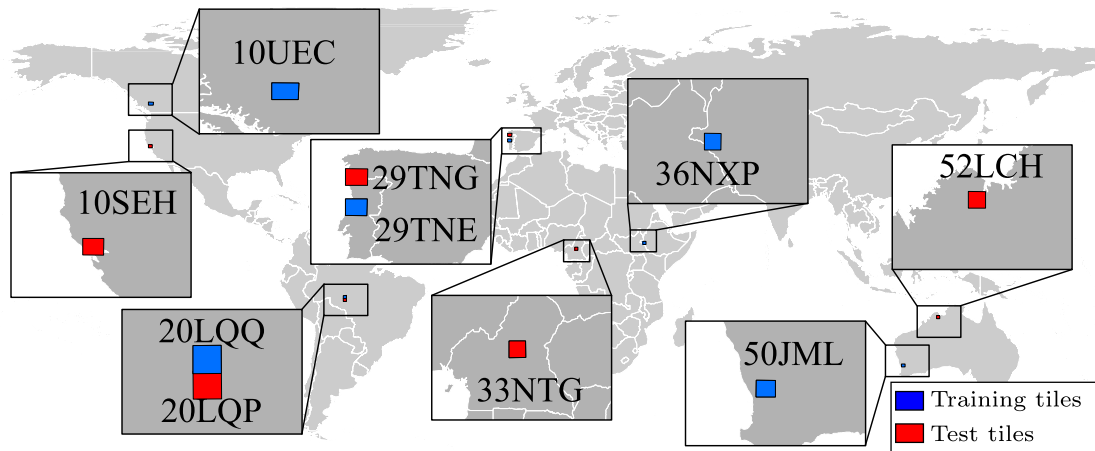 10UEC
10SEH
29TNG
29TNE
36NXP
52LCH
20LQQ
20LQP
33NTG
50JML
Training tiles
Test tiles